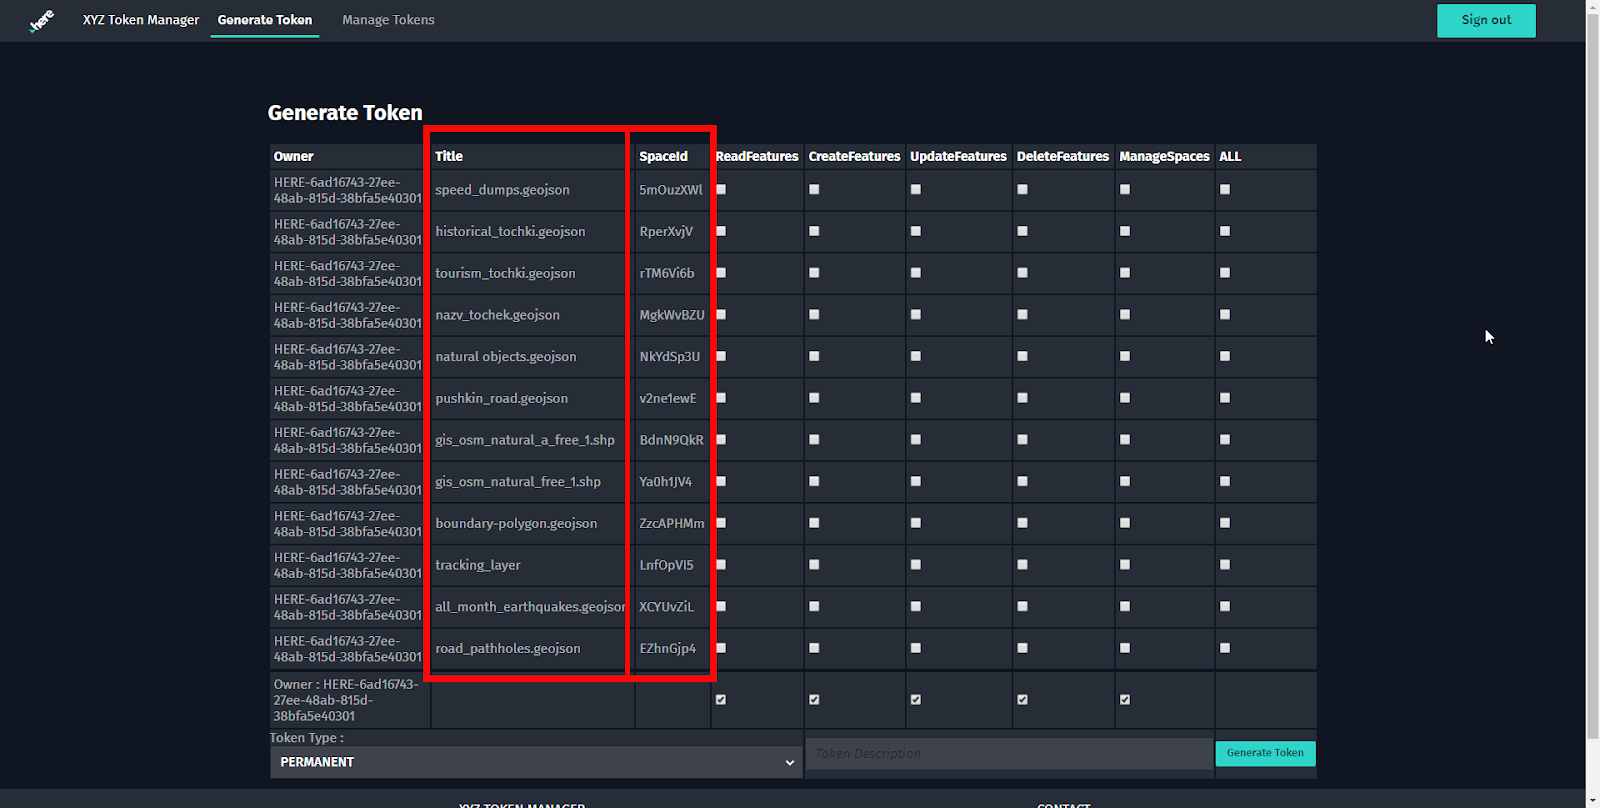 here XYZ Token Manager Generate Token Manage Tokens Sign out
Generate Token
Owner Title SpaceId ReadFeatures CreateFeatures UpdateFeatures DeleteFeatures ManageSpaces ALL
HERE-6ad16743-27ee-
48ab-815d-38bfa5e40301 speed_dumps.geojson 5mOuzXWl
HERE-6ad16743-27ee-
48ab-815d-38bfa5e40301 historical_tochki.geojson RperXvjV
HERE-6ad16743-27ee-
48ab-815d-38bfa5e40301 tourism_tochki.geojson rTM6Vi6b
HERE-6ad16743-27ee-
48ab-815d-38bfa5e40301 nazv_tochek.geojson MgkWvBZU
HERE-6ad16743-27ee-
48ab-815d-38bfa5e40301 natural objects.geojson NkYdSp3U
HERE-6ad16743-27ee-
48ab-815d-38bfa5e40301 pushkin_road.geojson v2ne1ewE
HERE-6ad16743-27ee-
48ab-815d-38bfa5e40301 gis_osm_natural_a_free_1.shp BdnN9QkR
HERE-6ad16743-27ee-
48ab-815d-38bfa5e40301 gis_osm_natural_free_1.shp Ya0h1JV4
HERE-6ad16743-27ee-
48ab-815d-38bfa5e40301 boundary-polygon.geojson ZzcAPHMm
HERE-6ad16743-27ee-
48ab-815d-38bfa5e40301 tracking_layer LnfOpVI5
HERE-6ad16743-27ee-
48ab-815d-38bfa5e40301 all_month_earthquakes.geojson XCYUvZiL
HERE-6ad16743-27ee-
48ab-815d-38bfa5e40301 road_pathholes.geojson EZhnGjp4
Owner : HERE-6ad16743-
27ee-48ab-815d-
38bfa5e40301
Token Type :
PERMANENT Token Description Generate Token
XYZ TOKEN MANAGER CONTACT